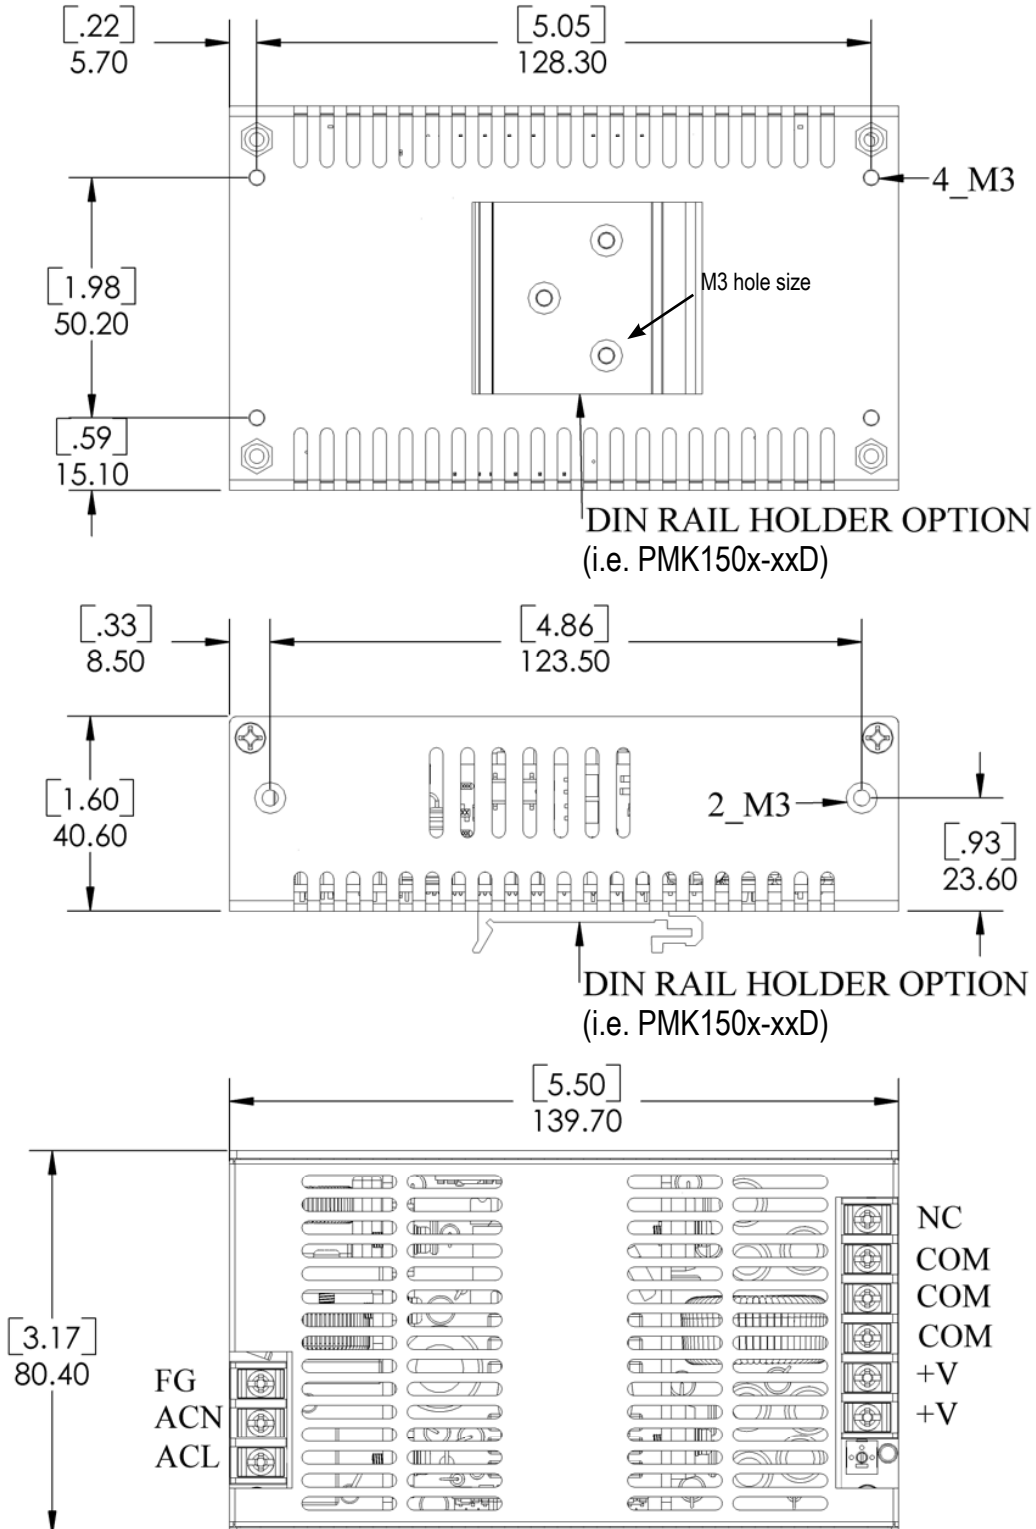 [.22]
5.70
[5.05]
128.30
4_M3
M3 hole size
[1.98]
50.20
[.59]
15.10
DIN RAIL HOLDER OPTION
(i.e. PMK150x-xxD)
[.33]
8.50
[4.86]
123.50
[1.60]
40.60
2_M3
[.93]
23.60
DIN RAIL HOLDER OPTION
(i.e. PMK150x-xxD)
[5.50]
139.70
[3.17]
80.40
FG
ACN
ACL
NC
COM
COM
COM
+V
+V